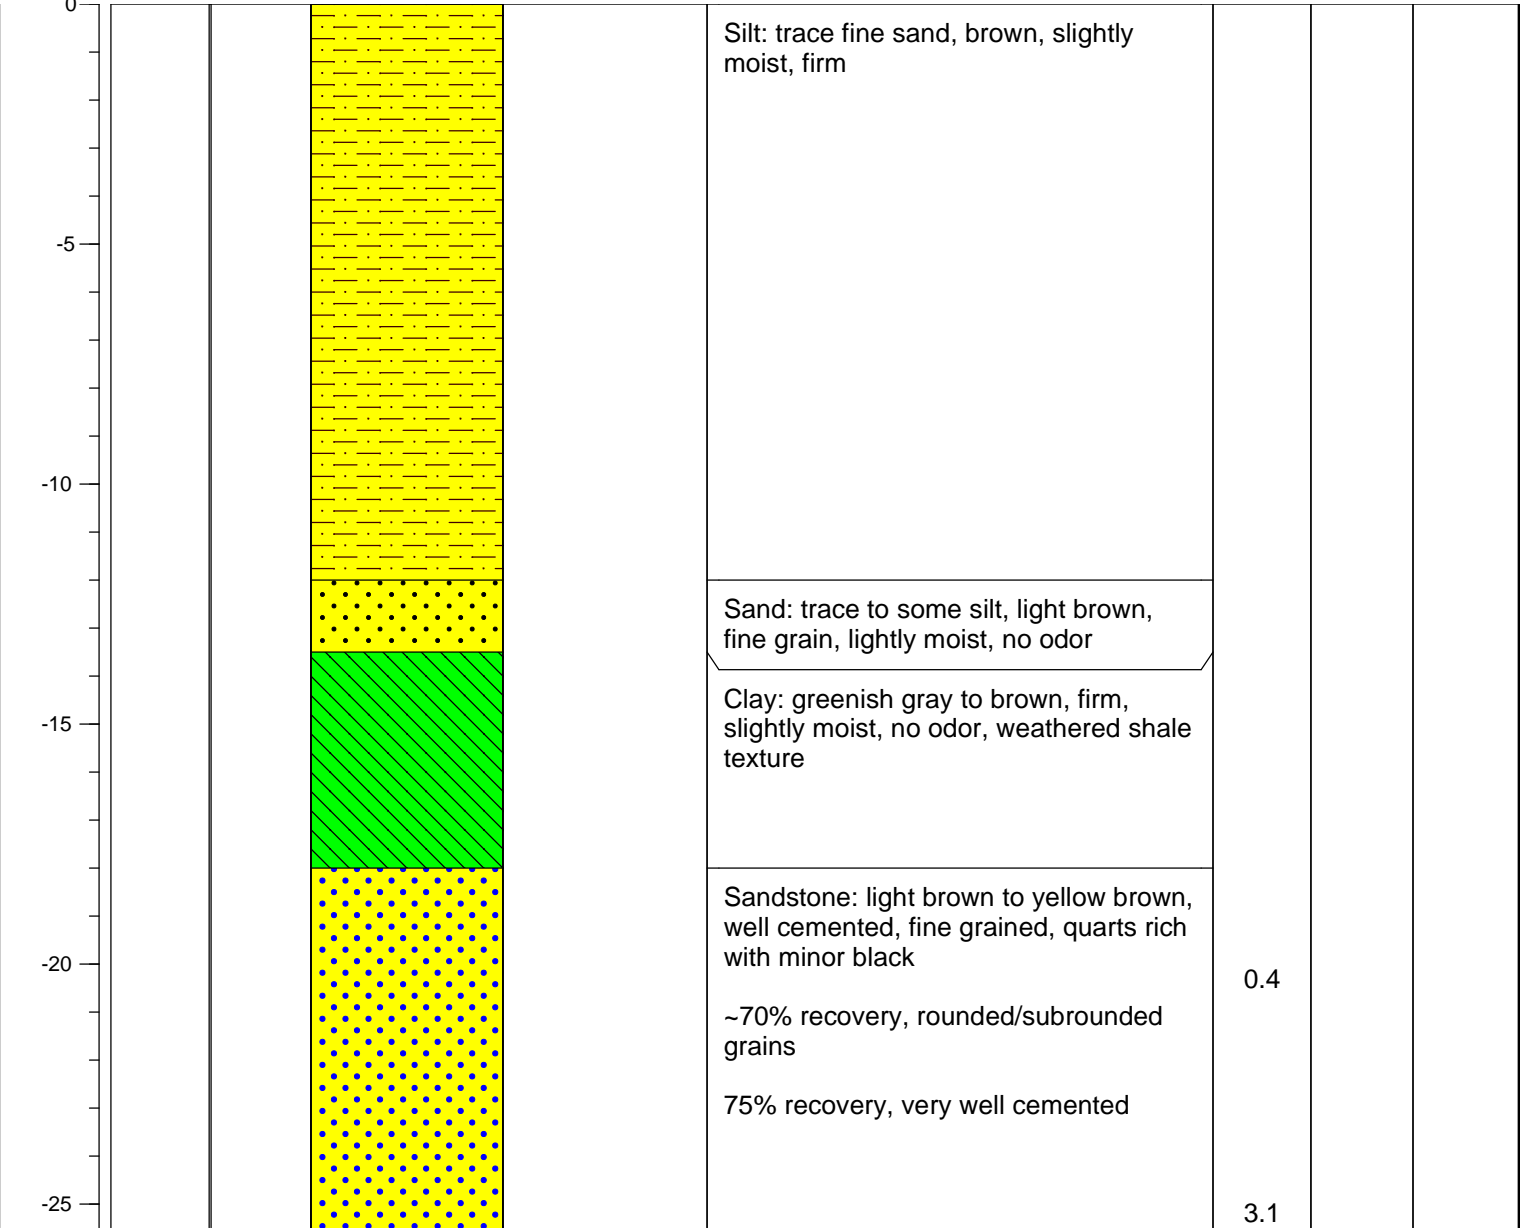 0
Silt: trace fine sand, brown, slightly
moist, firm
-5
-10
Sand: trace to some silt, light brown,
fine grain, lightly moist, no odor
Clay: greenish gray to brown, firm,
slightly moist, no odor, weathered shale
texture
-15
Sandstone: light brown to yellow brown,
well cemented, fine grained, quarts rich
with minor black
-20
0.4
~70% recovery, rounded/subrounded
grains
75% recovery, very well cemented
-25
3.1